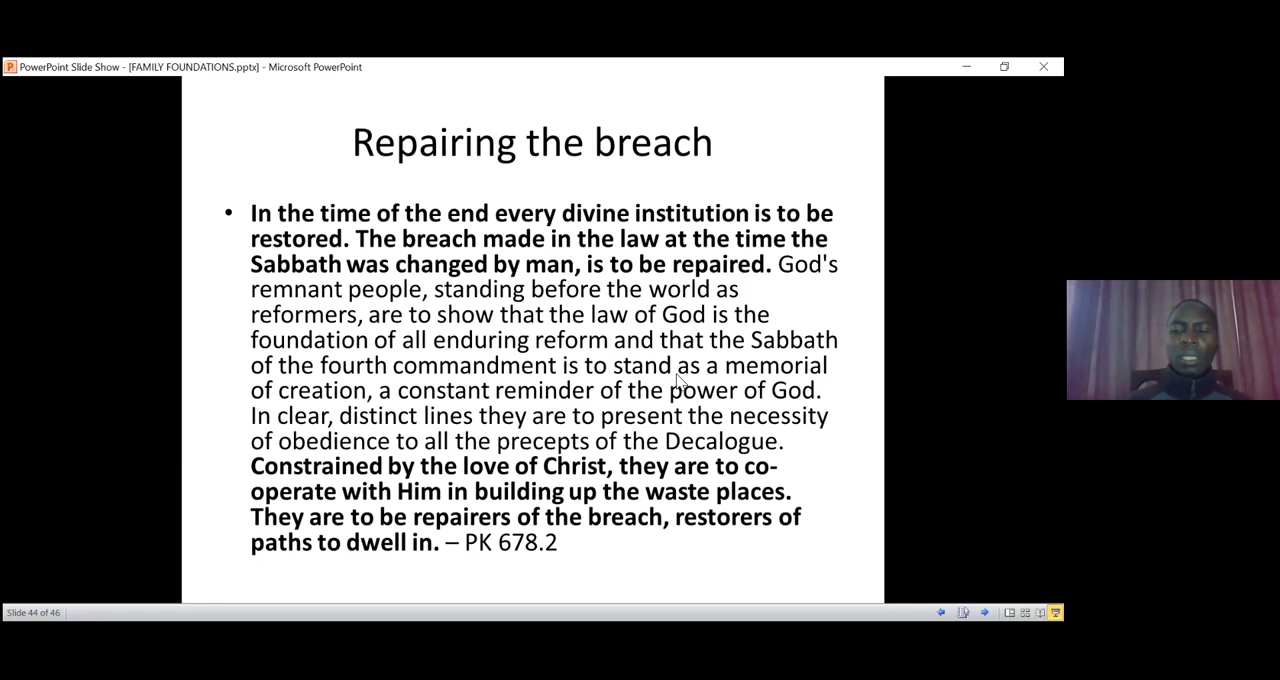 PowerPoint Slide Show - [FAMILY FOUNDATIONS.pptx] - Microsoft PowerPoint
Repairing the breach
• In the time of the end every divine institution is to be
restored. The breach made in the law at the time the
Sabbath was changed by man, is to be repaired. God's
remnant people, standing before the world as
reformers, are to show that the law of God is the
foundation of all enduring reform and that the Sabbath
of the fourth commandment is to stand as a memorial
of creation, a constant reminder of the power of God.
In clear, distinct lines they are to present the necessity
of obedience to all the precepts of the Decalogue.
Constrained by the love of Christ, they are to co-
operate with Him in building up the waste places.
They are to be repairers of the breach, restorers of
paths to dwell in. – PK 678.2
Slide 44 of 46